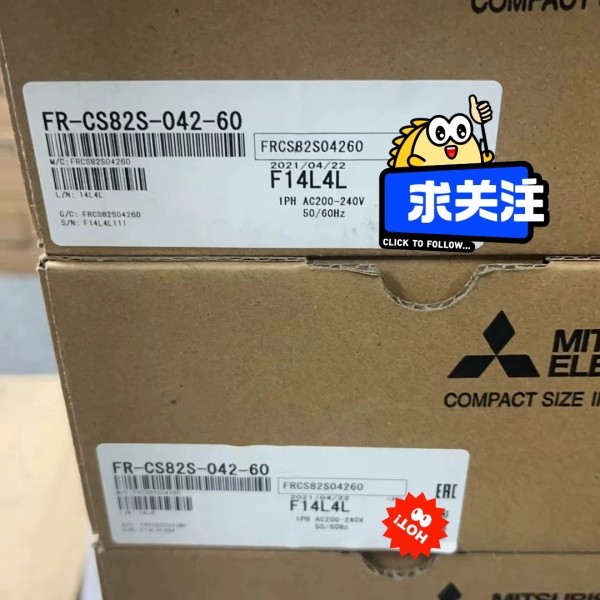 COMPACT
FR-CS82S-042-60
FRCS82S04260
M/C:FRCS82S04260
2021/04/22
F14L4L
L/N: 14L4L
1PH AC200-240V
50/60Hz
G/C: FRCS82S04260
S/N: F14L4L111
求关注
CLICK TO FOLLOW...
MIT
ELE
COMPACT SIZE I
FR-CS82S-042-60
FRCS82S04260
2021/04/22
F14L4L
1PH AC200-240V
50/60Hz
EAC
HOT!
MITSUBIS